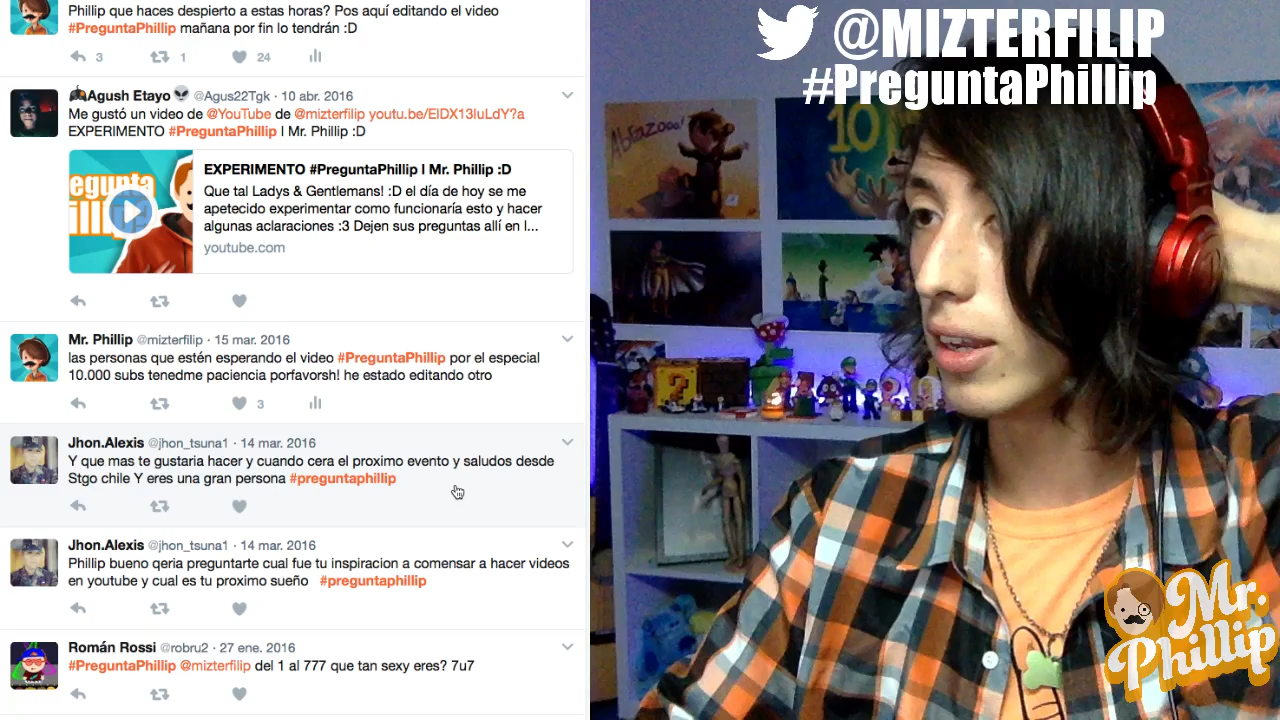 Phillip que haces despierto a estas horas? Pos aquí editando el video
#PreguntaPhillip mañana por fin lo tendrán :D
3 1 24
Agush Etayo @Agus22Tgk · 10 abr. 2016
Me gustó un video de @YouTube de @mizterfilip youtu.be/ElDX13luLdY?a
EXPERIMENTO #PreguntaPhillip l Mr. Phillip :D
egunta
EXPERIMENTO #PreguntaPhillip l Mr. Phillip :D
Que tal Ladys & Gentlemans! :D el día de hoy se me
apetecido experimentar como funcionaría esto y hacer
algunas aclaraciones :3 Dejen sus preguntas allí en l...
youtube.com
Mr. Phillip @mizterfilip · 15 mar. 2016
las personas que estén esperando el video #PreguntaPhillip por el especial
10.000 subs tenedme paciencia porfavorsh! he estado editando otro
3
Jhon.Alexis @jhon_tsuna1 · 14 mar. 2016
Y que mas te gustaria hacer y cuando cera el proximo evento y saludos desde
Stgo chile Y eres una gran persona #preguntaphillip
Jhon.Alexis @jhon_tsuna1 · 14 mar. 2016
Phillip bueno qeria preguntarte cual fue tu inspiracion a comensar a hacer videos
en youtube y cual es tu proximo sueño #preguntaphillip
Román Rossi @robru2 · 27 ene. 2016
#PreguntaPhillip @mizterfilip del 1 al 777 que tan sexy eres? 7u7
@MIZTERFILIP
#PreguntaPhillip
10
Mr.
Phillip